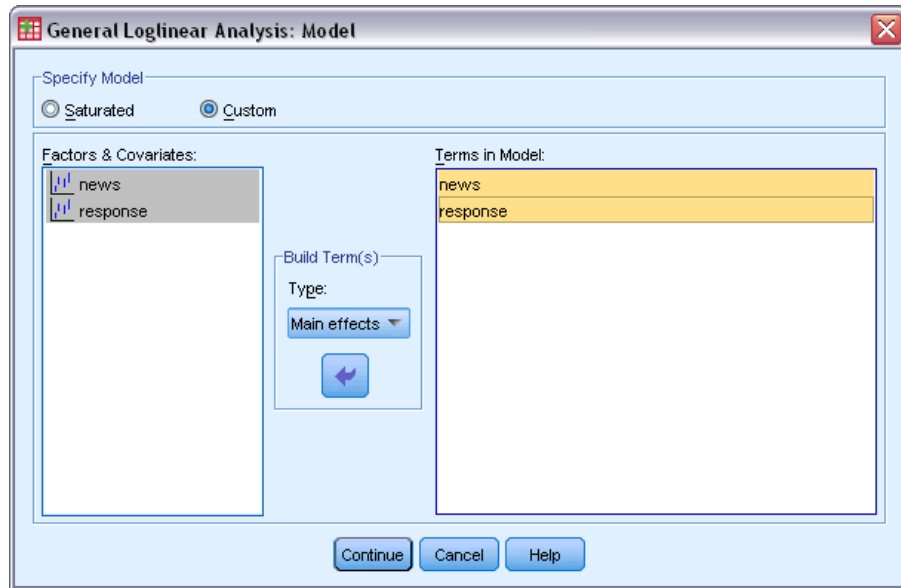 General Loglinear Analysis: Model
Specify Model
Saturated
Custom
Factors & Covariates:
news
response
Build Term(s)
Type:
Main effects
Terms in Model:
news
response
Continue
Cancel
Help